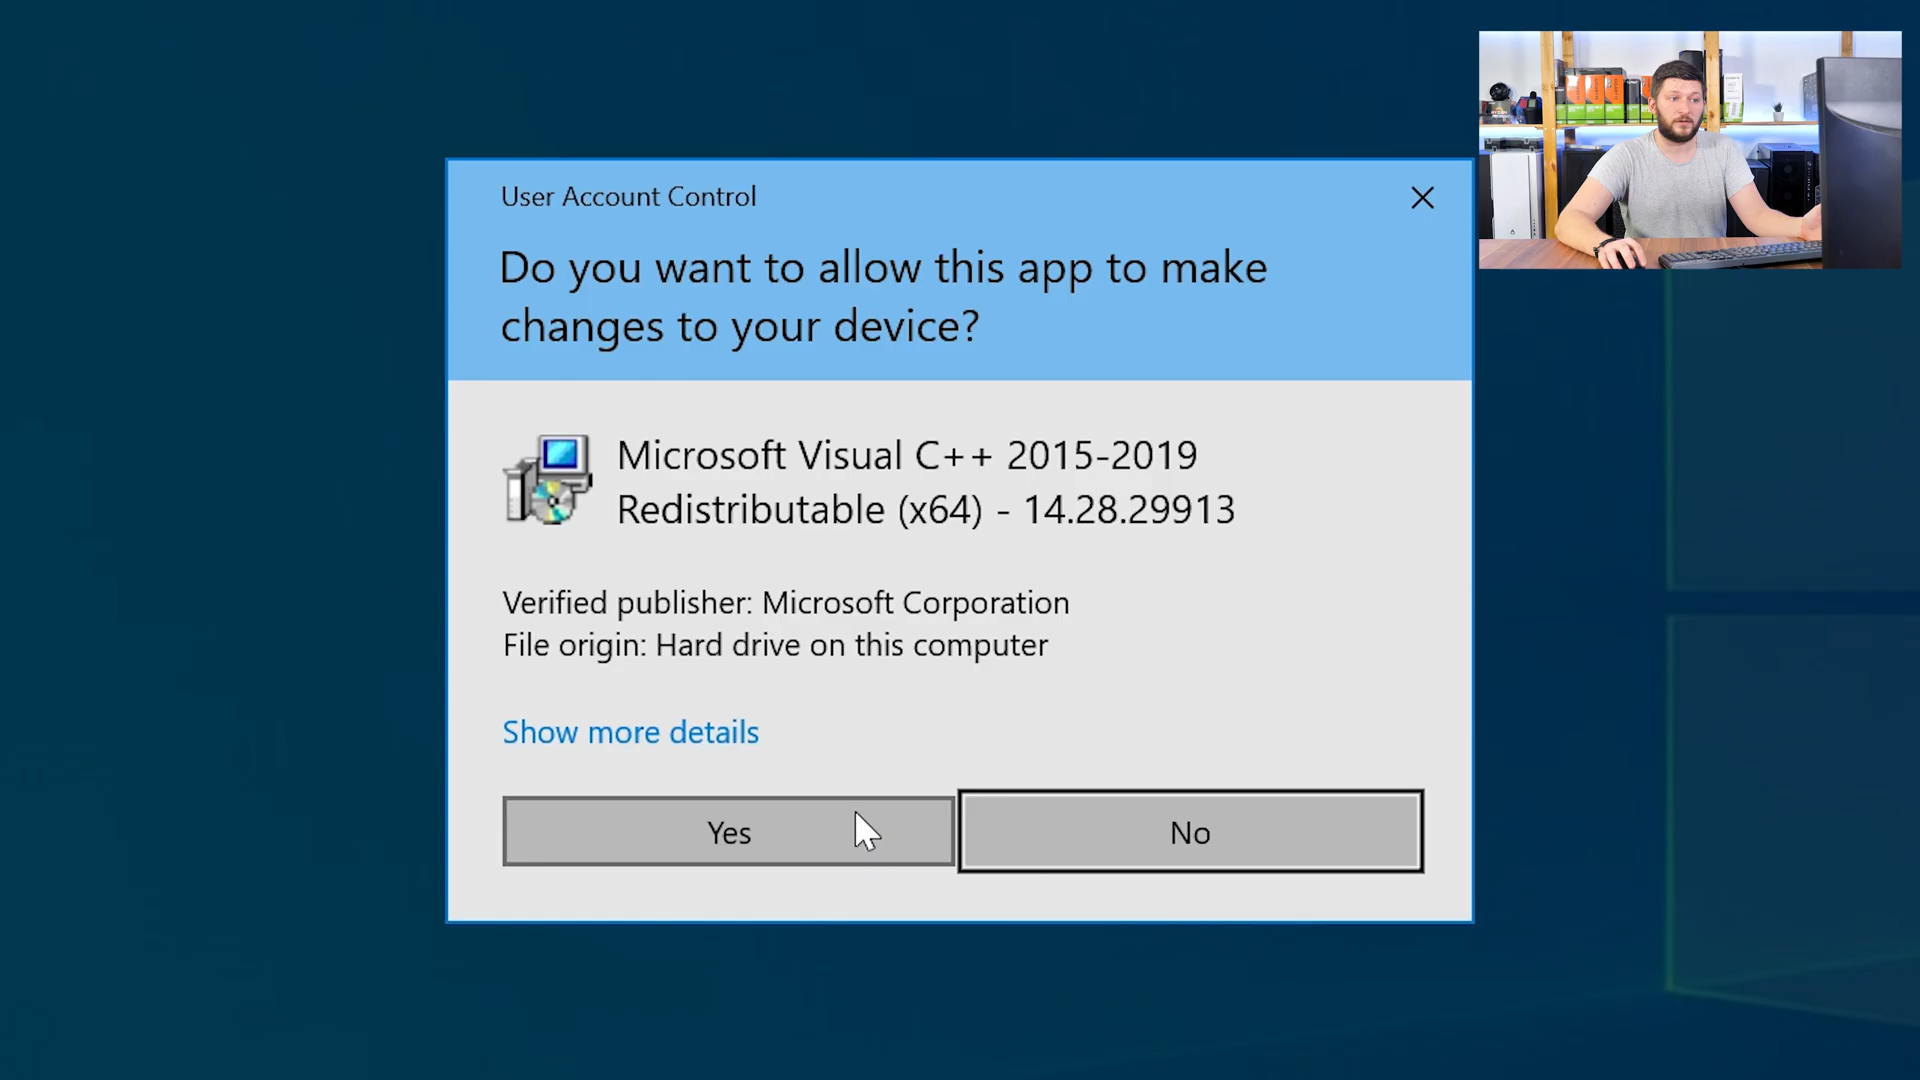 User Account Control
Do you want to allow this app to make
changes to your device?
Microsoft Visual C++ 2015-2019
Redistributable (x64) - 14.28.29913
Verified publisher: Microsoft Corporation
File origin: Hard drive on this computer
Show more details
Yes
No